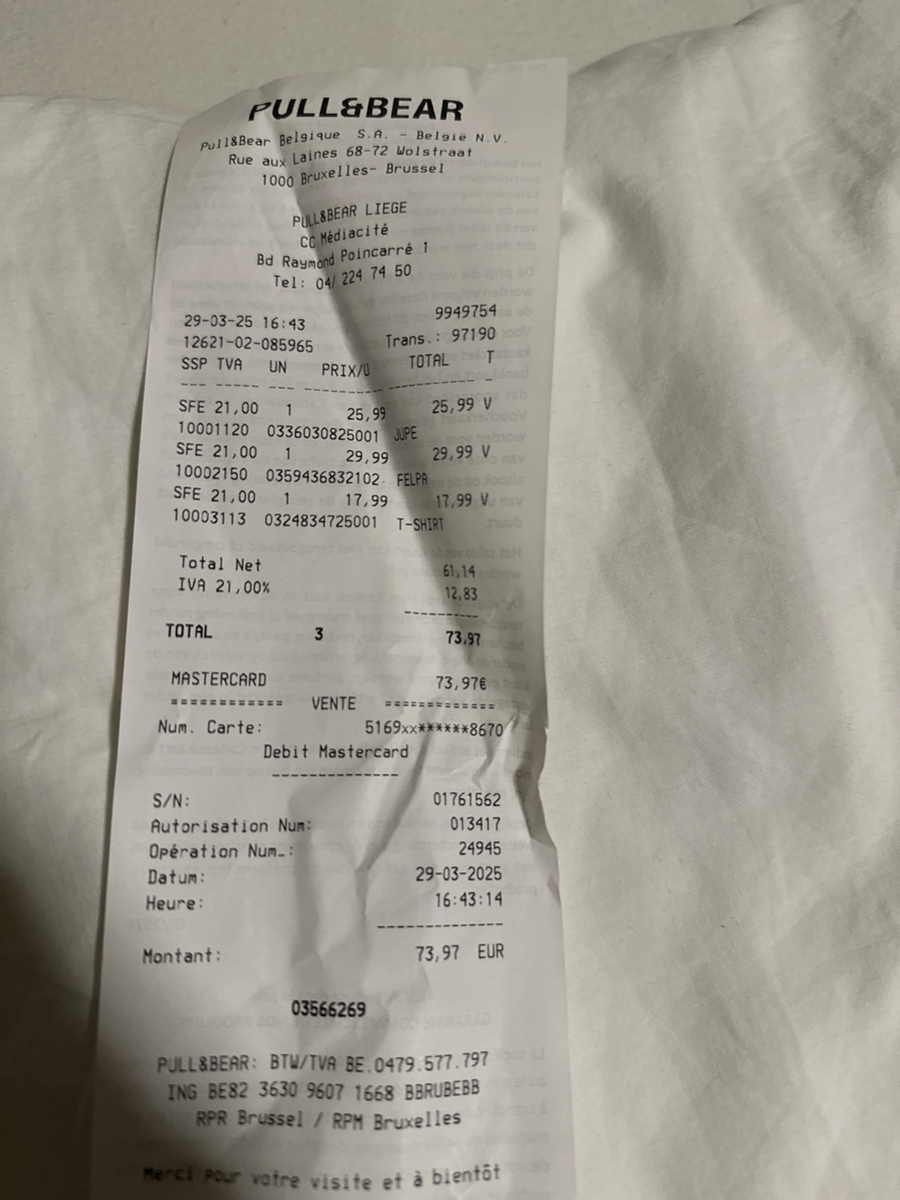 PULL&BEAR
Pull&Bear Belgique S.A. - België N.V.
Rue aux Laines 68-72 Wolstraat
1000 Bruxelles- Brussel
PULL&BEAR LIEGE
CC Médiacité
Bd Raymond Poincarré 1
Tel: 04/ 224 74 50
9949754
29-03-25 16:43
12621-02-085965 Trans.: 97190
SSP TVA UN PRIX/U TOTAL T
--- ----- --- --------- ---------- -
SFE 21,00 1 25,99 25,99 V
10001120 0336030825001 JUPE
SFE 21,00 1 29,99 29,99 V
10002150 0359436832102 FELPA
SFE 21,00 1 17,99 17,99 V
10003113 0324834725001 T-SHIRT
Total Net 61,14
IVA 21,00% 12,83
----------
TOTAL 3 73,97
MASTERCARD 73,97€
============ VENTE ============
Num. Carte: 5169xx******8670
Debit Mastercard
--------------
S/N: 01761562
Autorisation Num: 013417
Opération Num.: 24945
Datum: 29-03-2025
Heure: 16:43:14
--------------
Montant: 73,97 EUR
03566269
PULL&BEAR: BTW/TVA BE.0479.577.797
ING BE82 3630 9607 1668 BBRUBEBB
RPR Brussel / RPM Bruxelles
Merci pour votre visite et à bientôt